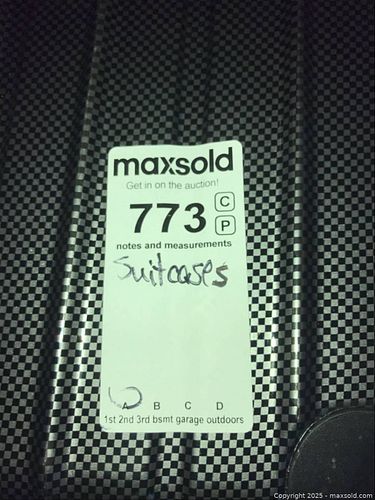 maxsold
Get in on the auction!
773 C
P
notes and measurements
Suitcases
A B C D
1st 2nd 3rd bsmt garage outdoors
Copyright 2025 - maxsold.com